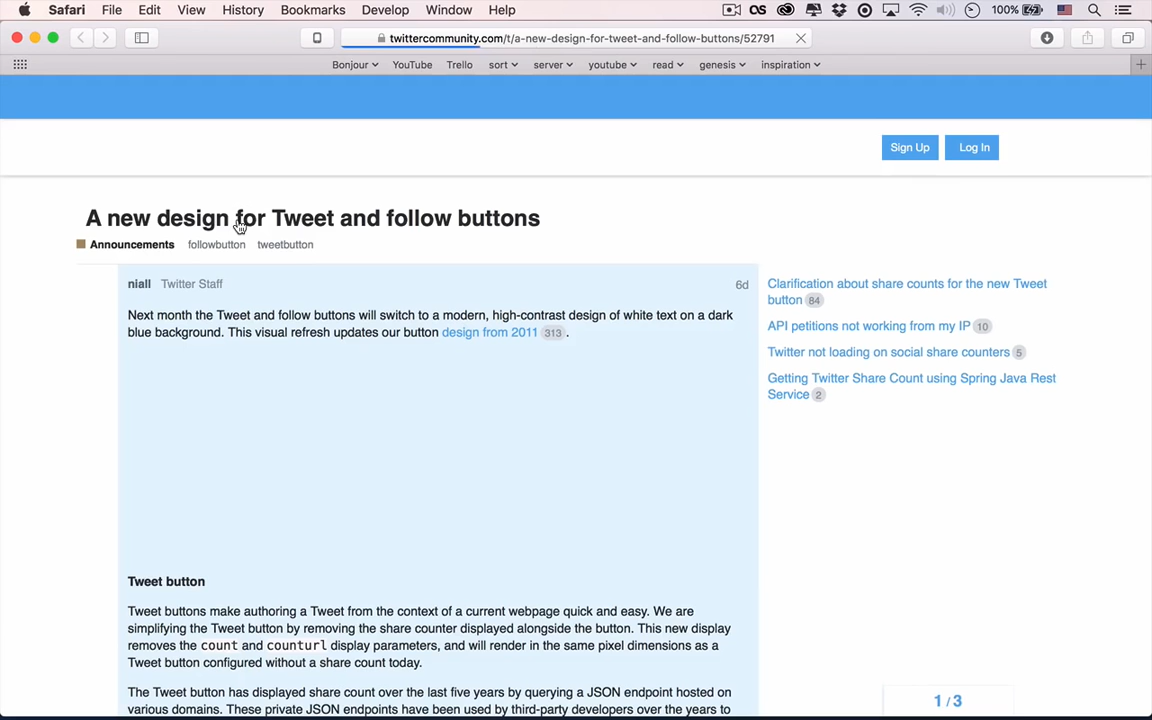 Safari File Edit View History Bookmarks Develop Window Help 100%
twittercommunity.com/t/a-new-design-for-tweet-and-follow-buttons/52791
Bonjour YouTube Trello sort server youtube read genesis inspiration
Sign Up Log In
A new design for Tweet and follow buttons
Announcements followbutton tweetbutton
niall Twitter Staff 6d
Next month the Tweet and follow buttons will switch to a modern, high-contrast design of white text on a dark
blue background. This visual refresh updates our button design from 2011 313 .
Clarification about share counts for the new Tweet
button 84
API petitions not working from my IP 10
Twitter not loading on social share counters 5
Getting Twitter Share Count using Spring Java Rest
Service 2
Tweet button
Tweet buttons make authoring a Tweet from the context of a current webpage quick and easy. We are
simplifying the Tweet button by removing the share counter displayed alongside the button. This new display
removes the count and counturl display parameters, and will render in the same pixel dimensions as a
Tweet button configured without a share count today.
The Tweet button has displayed share count over the last five years by querying a JSON endpoint hosted on
various domains. These private JSON endpoints have been used by third-party developers over the years to
1 / 3